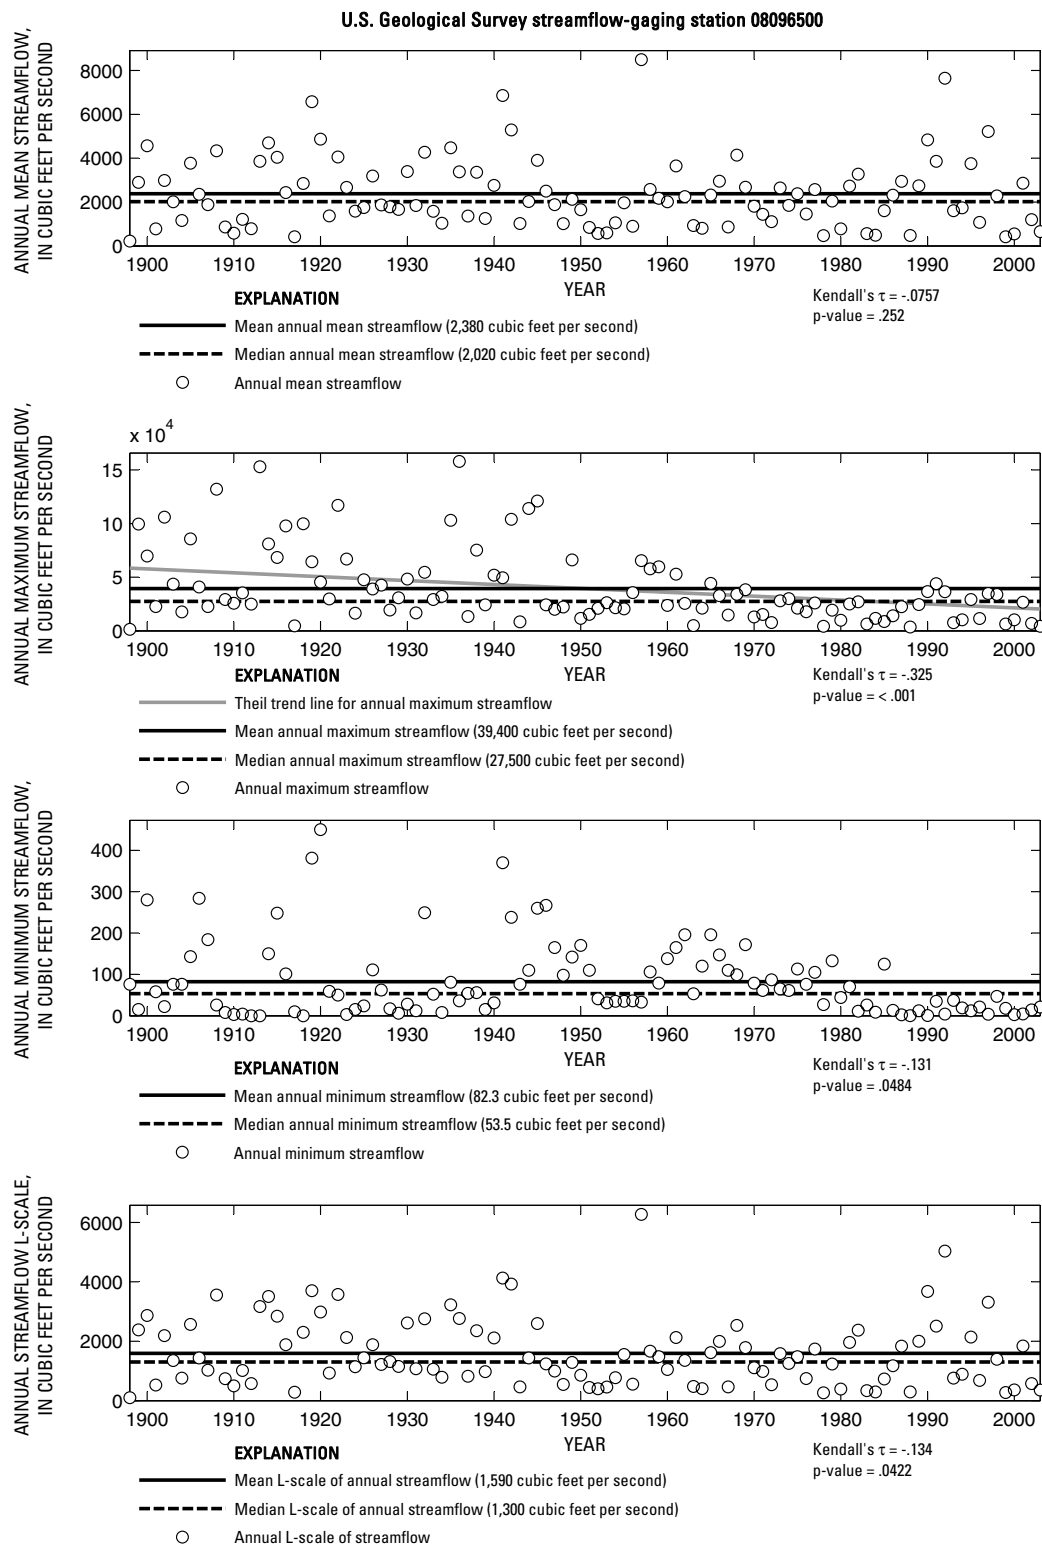 U.S. Geological Survey streamflow-gaging station 08096500
ANNUAL MEAN STREAMFLOW,
IN CUBIC FEET PER SECOND
8000
6000
4000
2000
0
1900 1910 1920 1930 1940 1950 1960 1970 1980 1990 2000
YEAR
Kendall's τ = -.0757
p-value = .252
EXPLANATION
Mean annual mean streamflow (2,380 cubic feet per second)
Median annual mean streamflow (2,020 cubic feet per second)
Annual mean streamflow
ANNUAL MAXIMUM STREAMFLOW,
IN CUBIC FEET PER SECOND
x 10^4
15
10
5
0
1900 1910 1920 1930 1940 1950 1960 1970 1980 1990 2000
YEAR
Kendall's τ = -.325
p-value = < .001
EXPLANATION
Theil trend line for annual maximum streamflow
Mean annual maximum streamflow (39,400 cubic feet per second)
Median annual maximum streamflow (27,500 cubic feet per second)
Annual maximum streamflow
ANNUAL MINIMUM STREAMFLOW,
IN CUBIC FEET PER SECOND
400
300
200
100
0
1900 1910 1920 1930 1940 1950 1960 1970 1980 1990 2000
YEAR
Kendall's τ = -.131
p-value = .0484
EXPLANATION
Mean annual minimum streamflow (82.3 cubic feet per second)
Median annual minimum streamflow (53.5 cubic feet per second)
Annual minimum streamflow
ANNUAL STREAMFLOW L-SCALE,
IN CUBIC FEET PER SECOND
6000
4000
2000
0
1900 1910 1920 1930 1940 1950 1960 1970 1980 1990 2000
YEAR
Kendall's τ = -.134
p-value = .0422
EXPLANATION
Mean L-scale of annual streamflow (1,590 cubic feet per second)
Median L-scale of annual streamflow (1,300 cubic feet per second)
Annual L-scale of streamflow